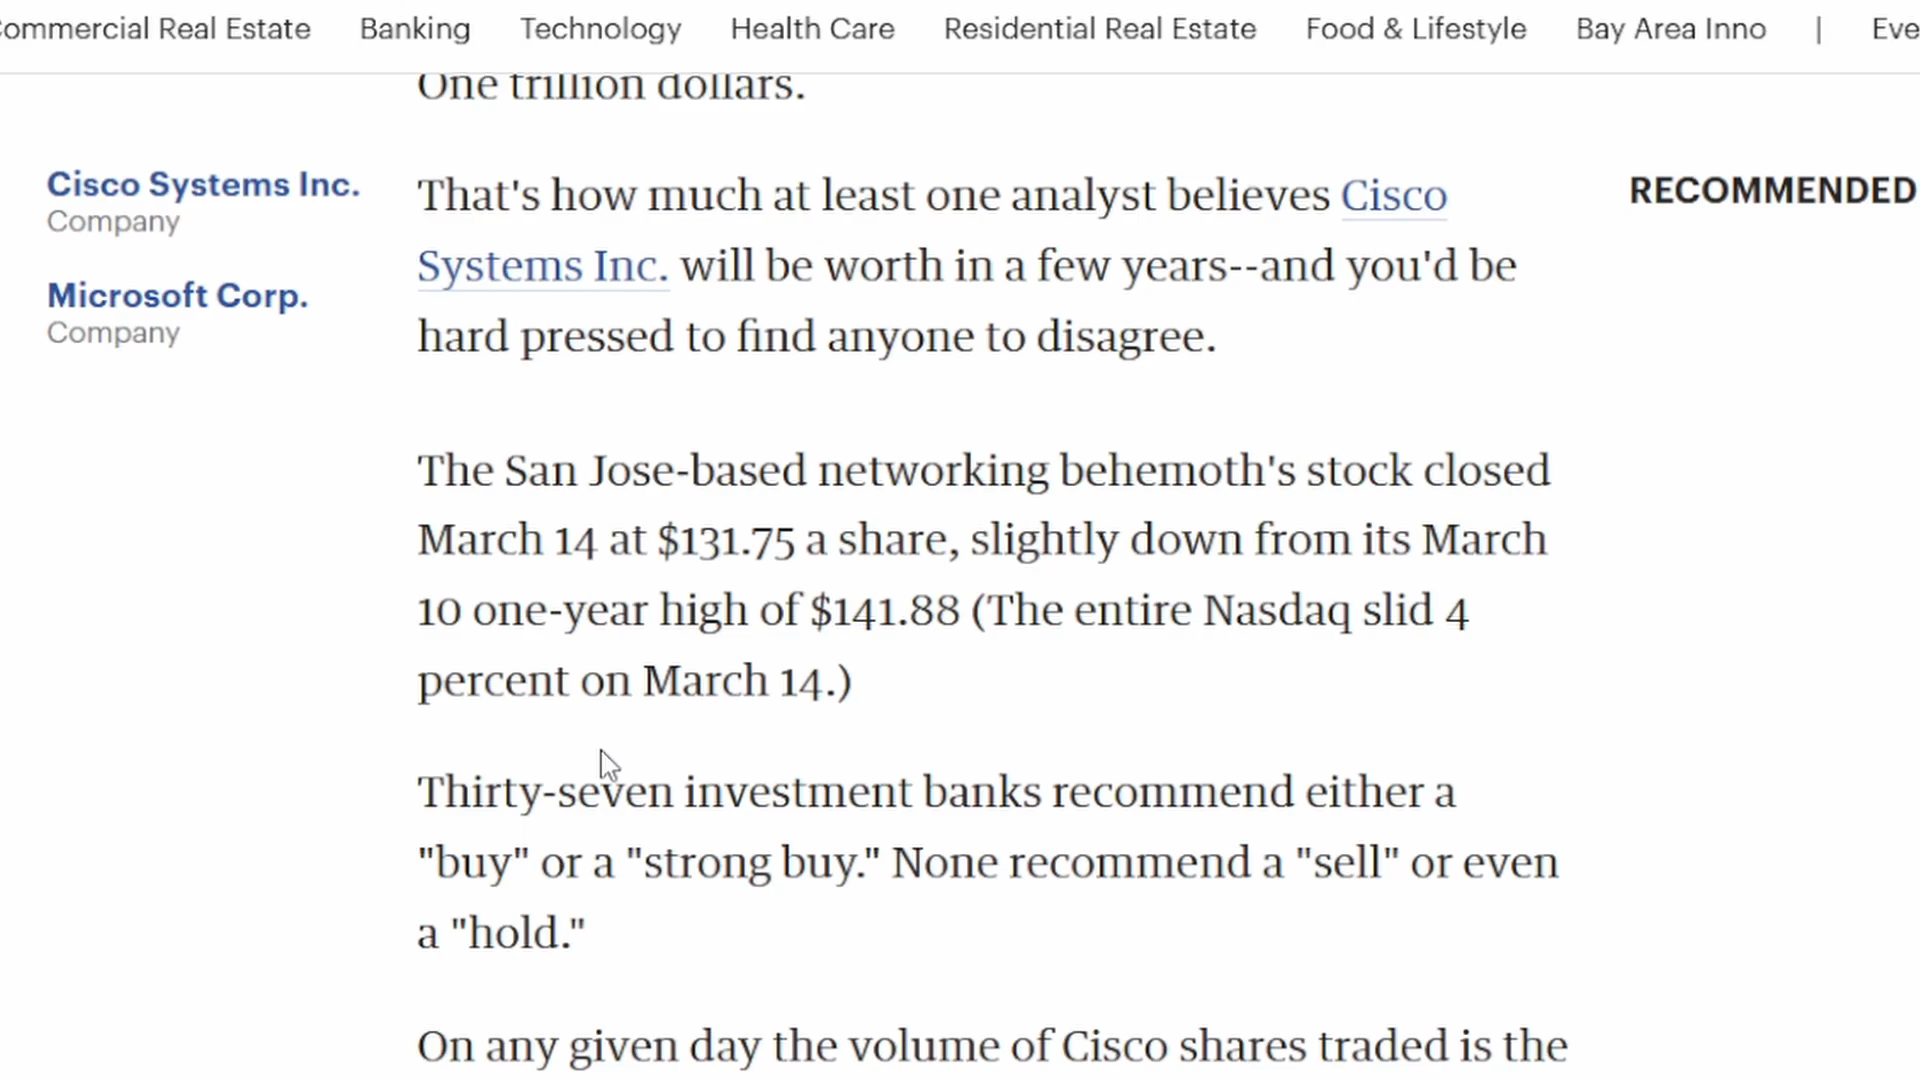 ommercial Real Estate Banking Technology Health Care Residential Real Estate Food & Lifestyle Bay Area Inno | Eve
One trillion dollars.
Cisco Systems Inc.
Company
Microsoft Corp.
Company
That's how much at least one analyst believes Cisco
Systems Inc. will be worth in a few years--and you'd be
hard pressed to find anyone to disagree.
The San Jose-based networking behemoth's stock closed
March 14 at $131.75 a share, slightly down from its March
10 one-year high of $141.88 (The entire Nasdaq slid 4
percent on March 14.)
Thirty-seven investment banks recommend either a
"buy" or a "strong buy." None recommend a "sell" or even
a "hold."
On any given day the volume of Cisco shares traded is the
RECOMMENDED